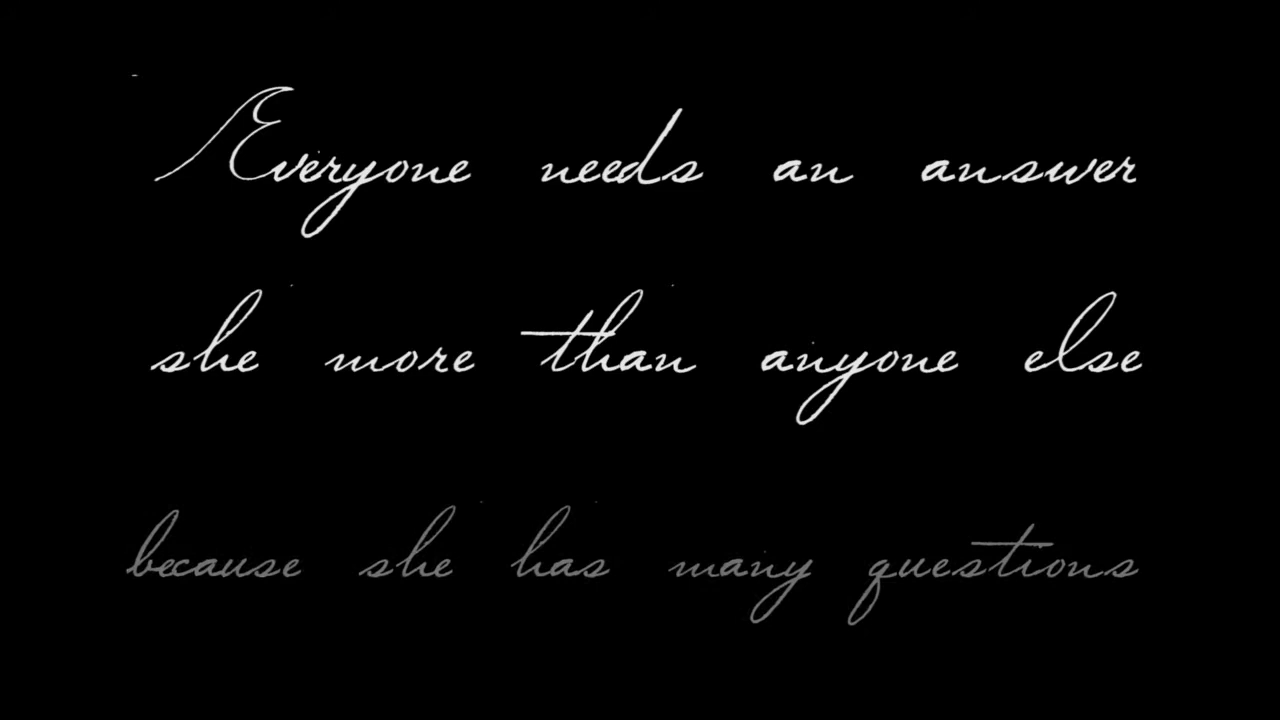 Everyone needs an answer
she more than anyone else
because she has many questions